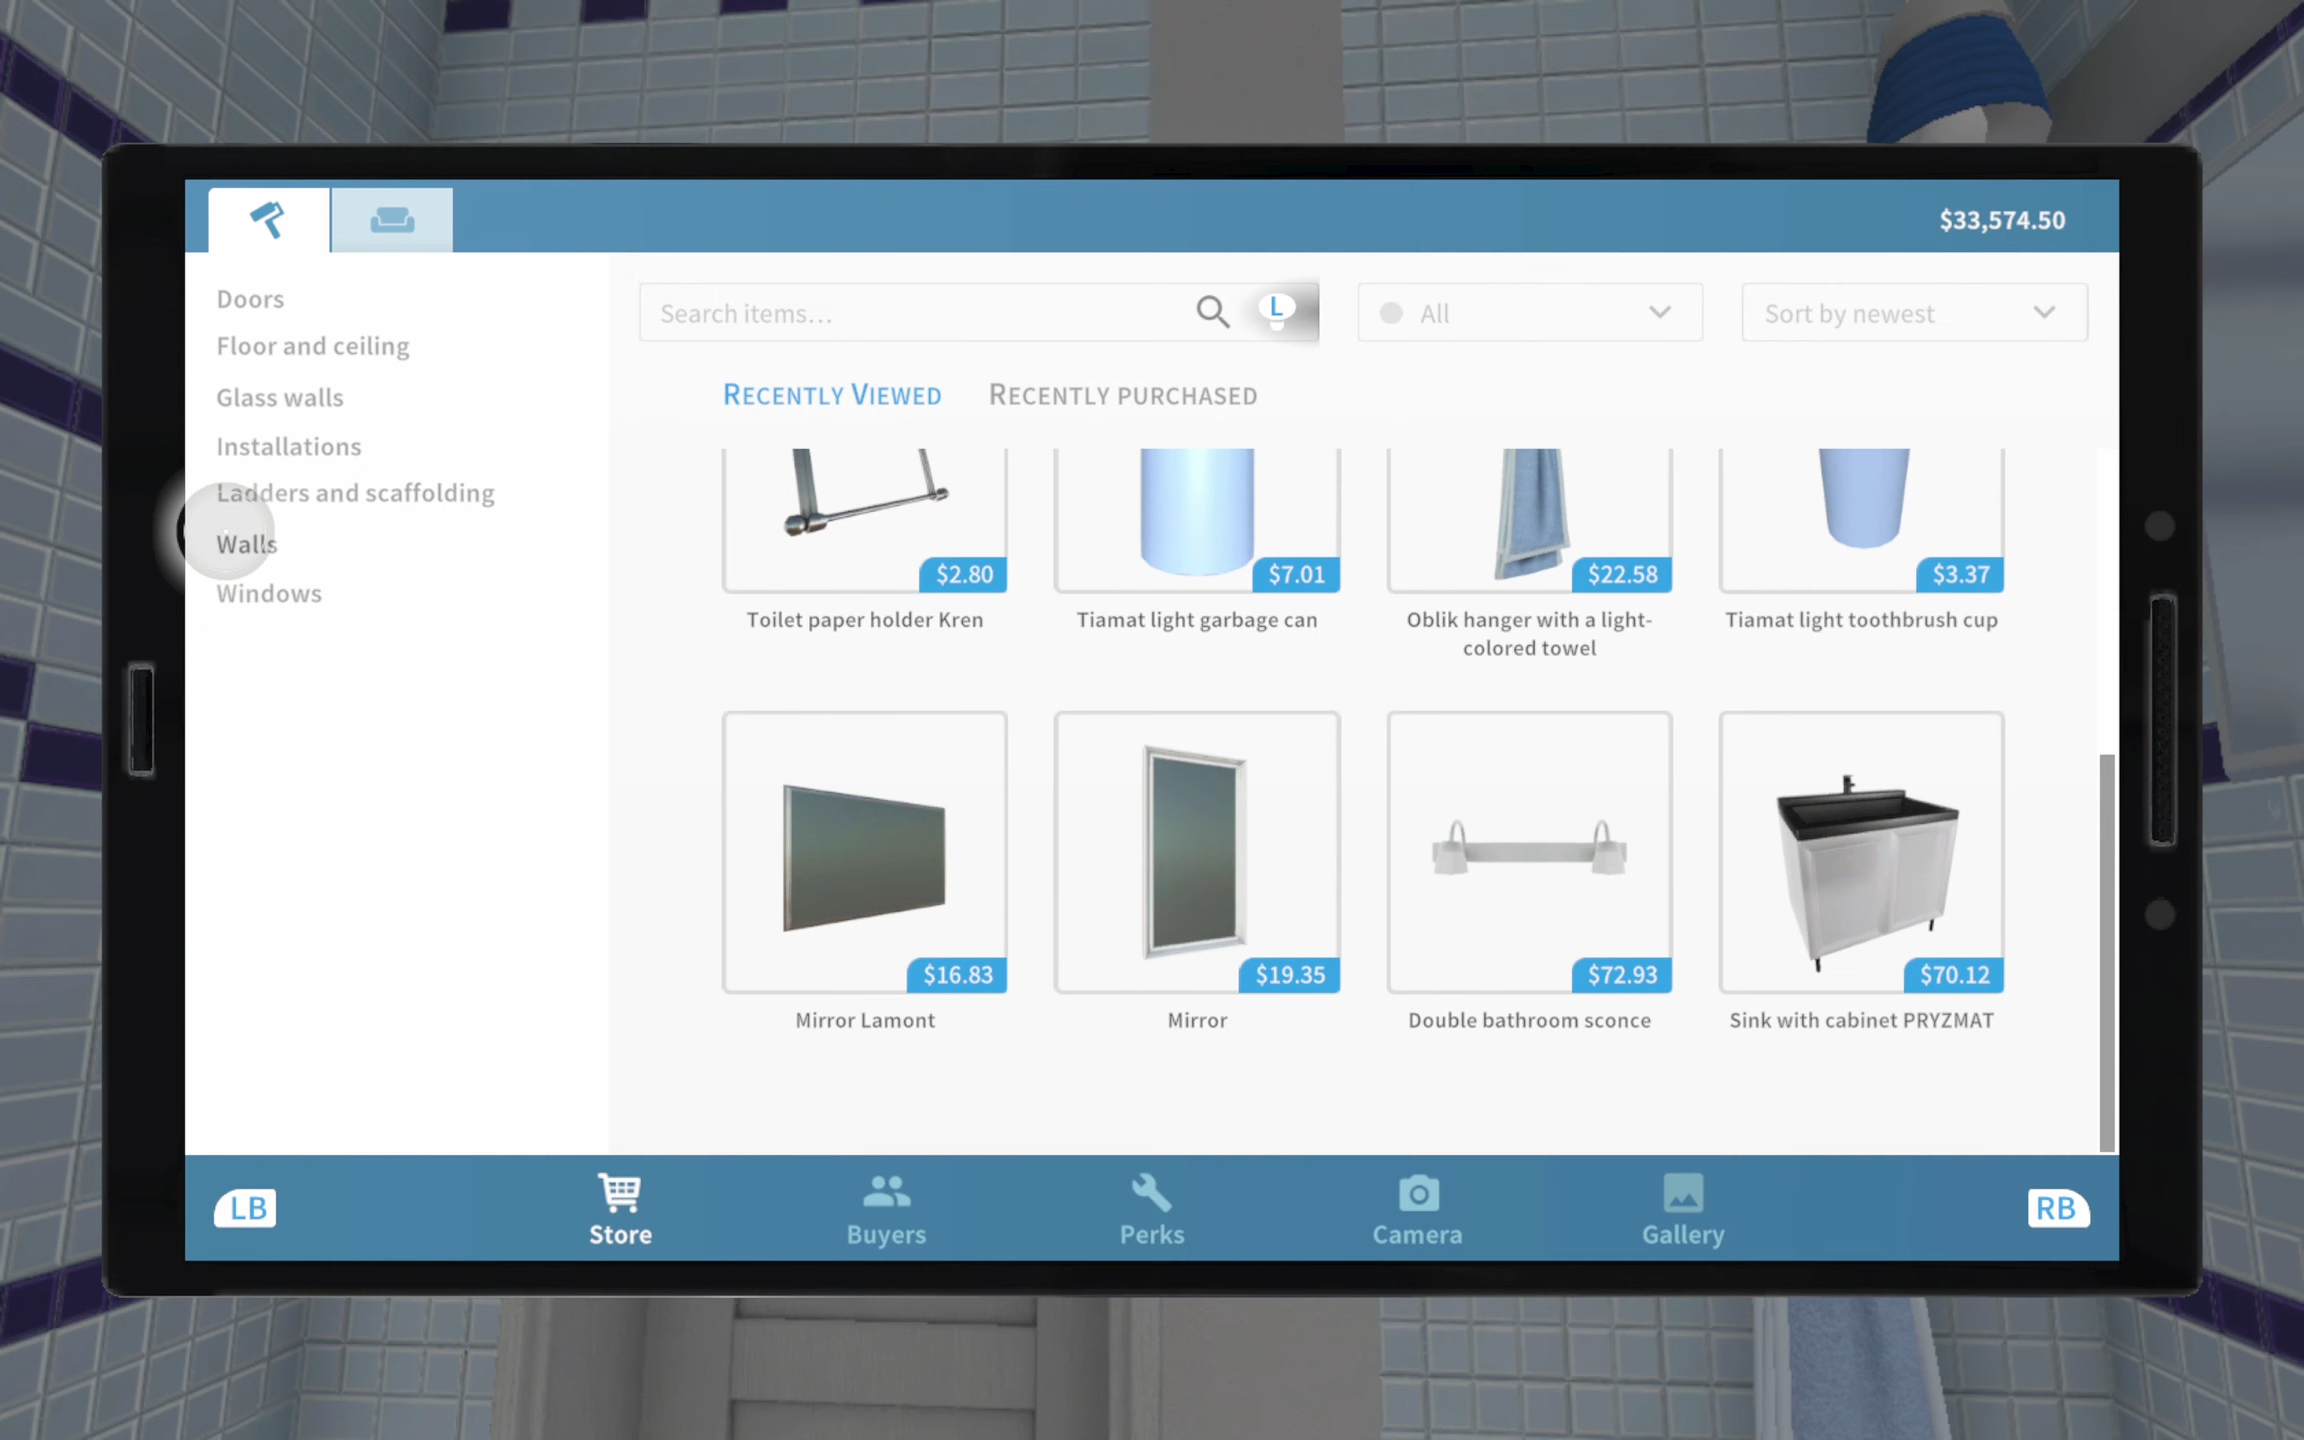 $33,574.50
Doors
Floor and ceiling
Glass walls
Installations
Ladders and scaffolding
Walls
Windows
Search items...
L
All
Sort by newest
RECENTLY VIEWED
RECENTLY PURCHASED
$2.80
$7.01
$22.58
$3.37
Toilet paper holder Kren
Tiamat light garbage can
Oblik hanger with a light-
colored towel
Tiamat light toothbrush cup
$16.83
$19.35
$72.93
$70.12
Mirror Lamont
Mirror
Double bathroom sconce
Sink with cabinet PRYZMAT
LB
Store
Buyers
Perks
Camera
Gallery
RB